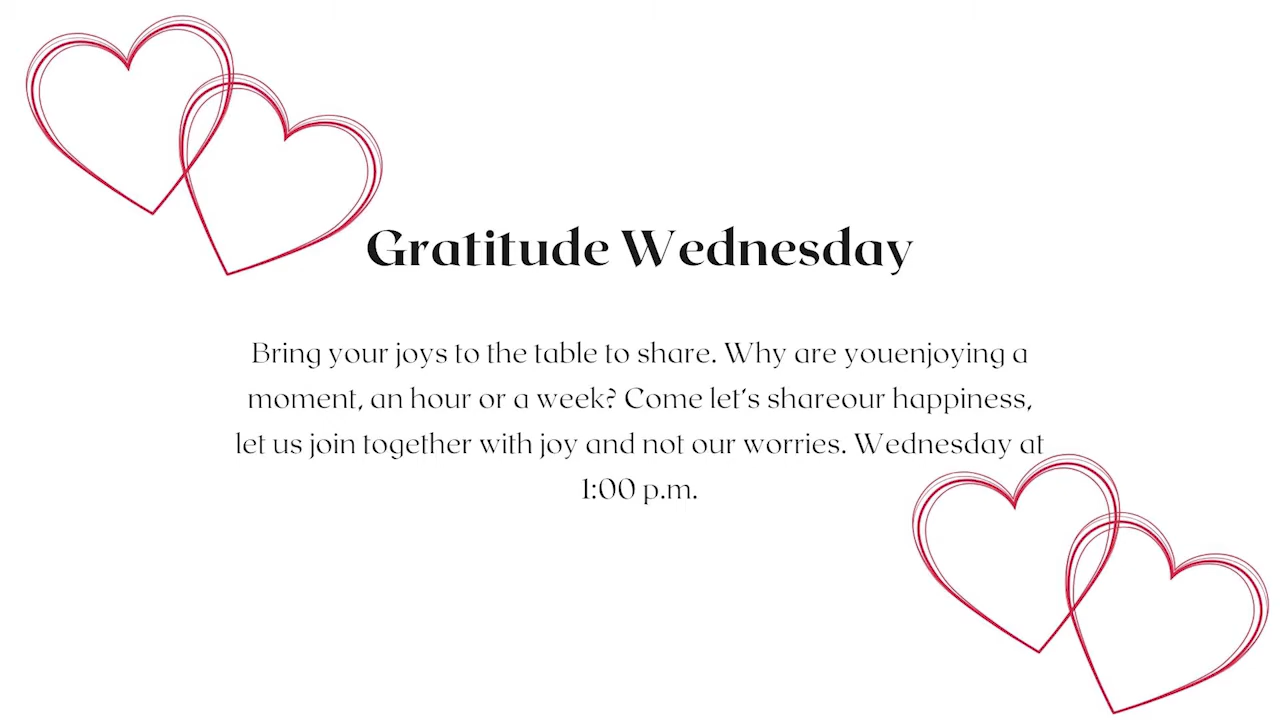 Gratitude Wednesday
Bring your joys to the table to share. Why are youenjoying a
moment, an hour or a week? Come let's shareour happiness,
let us join together with joy and not our worries. Wednesday at
1:00 p.m.